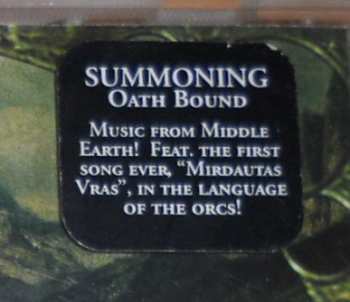 SUMMONING
OATH BOUND
MUSIC FROM MIDDLE
EARTH! FEAT. THE FIRST
SONG EVER, "MIRDAUTAS
VRAS", IN THE LANGUAGE
OF THE ORCS!